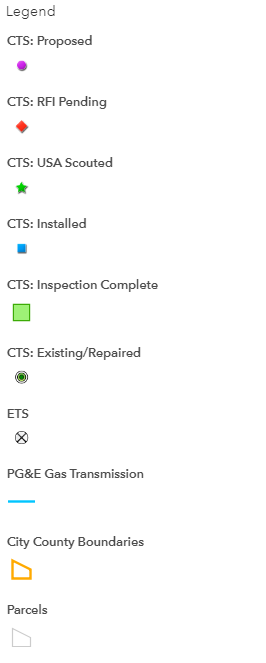 Legend
CTS: Proposed
CTS: RFI Pending
CTS: USA Scouted
CTS: Installed
CTS: Inspection Complete
CTS: Existing/Repaired
ETS
PG&E Gas Transmission
City County Boundaries
Parcels